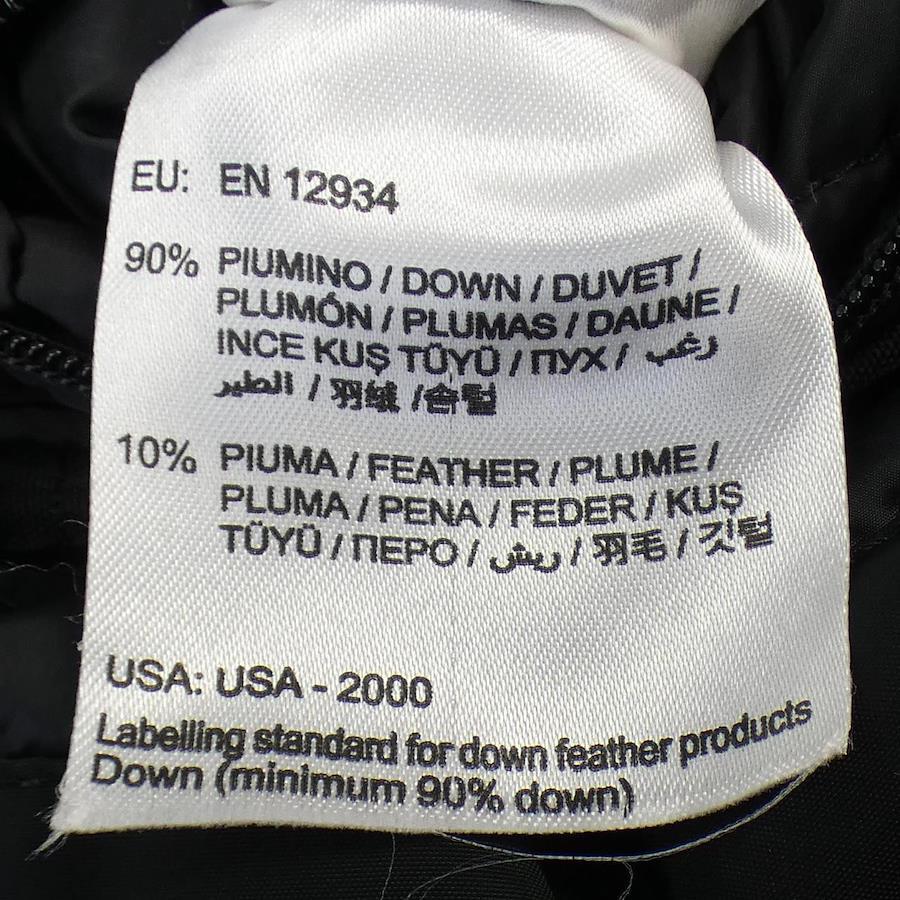 EU: EN 12934
90% PIUMINO / DOWN / DUVET /
PLUMÓN / PLUMAS / DAUNE /
INCE KUŞ TÜYÜ / ПУХ / زغب
الطير / 羽绒 / 솜털
10% PIUMA / FEATHER / PLUME /
PLUMA / PENA / FEDER / KUŞ
TÜYÜ / ПЕРО / ريش / 羽毛 / 깃털
USA: USA - 2000
Labelling standard for down feather products
Down (minimum 90% down)